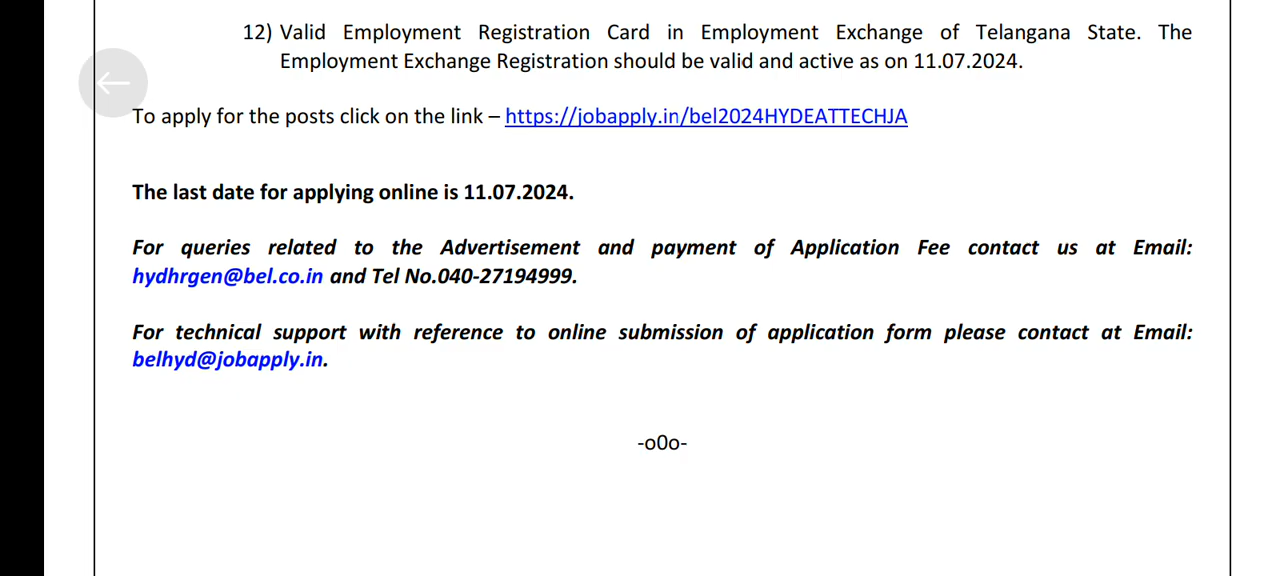 12) Valid Employment Registration Card in Employment Exchange of Telangana State. The
Employment Exchange Registration should be valid and active as on 11.07.2024.
To apply for the posts click on the link – https://jobapply.in/bel2024HYDEATTECHJA
The last date for applying online is 11.07.2024.
For queries related to the Advertisement and payment of Application Fee contact us at Email:
hydhrgen@bel.co.in and Tel No.040-27194999.
For technical support with reference to online submission of application form please contact at Email:
belhyd@jobapply.in.
-o0o-